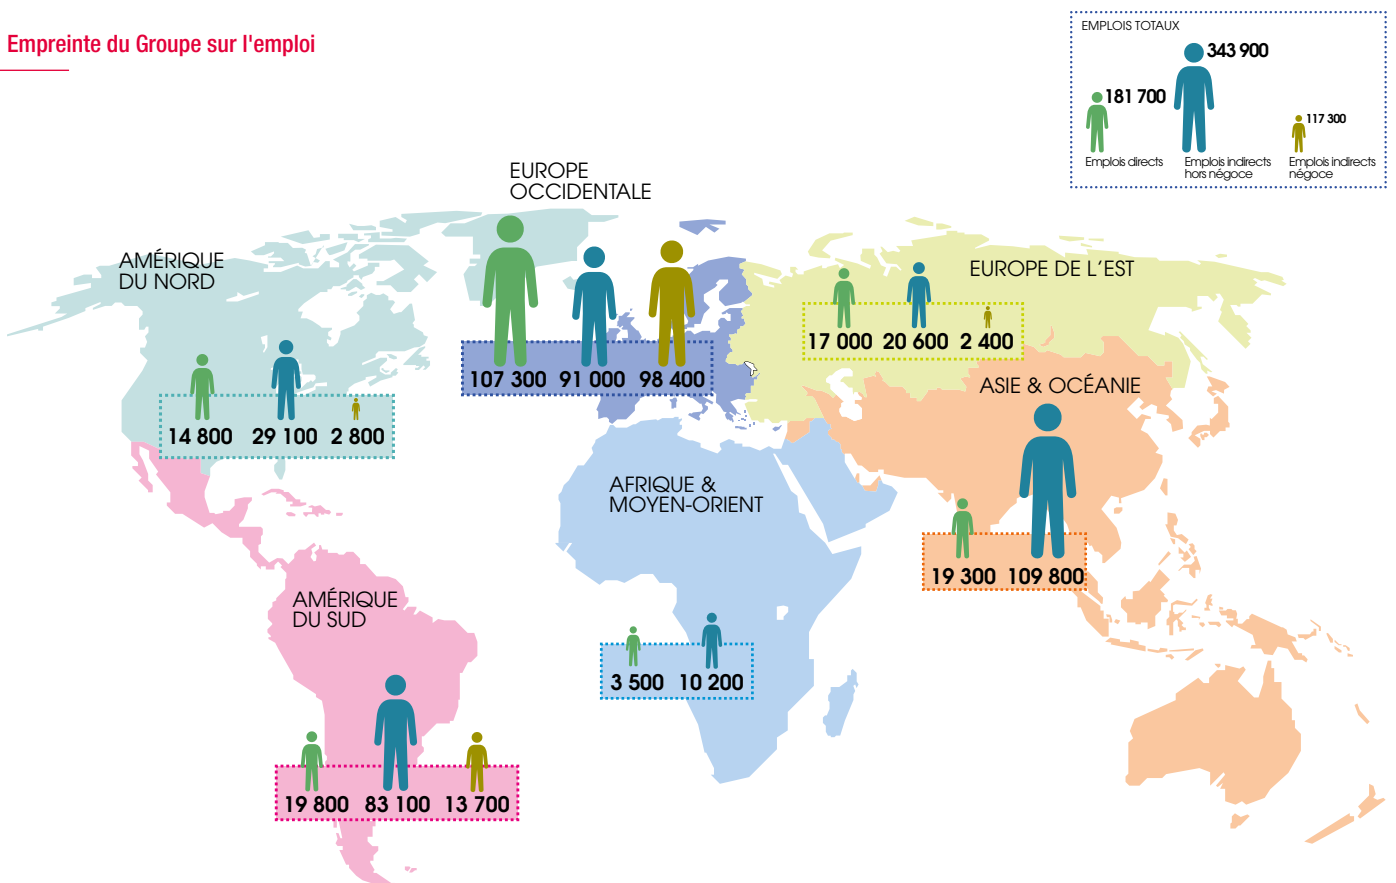 Empreinte du Groupe sur l'emploi
EMPLOIS TOTAUX
343 900
181 700
117 300
Emplois directs
Emplois indirects
hors négoce
Emplois indirects
négoce
EUROPE
OCCIDENTALE
107 300 91 000 98 400
AMÉRIQUE
DU NORD
14 800 29 100 2 800
EUROPE DE L’EST
17 000 20 600 2 400
ASIE & OCÉANIE
19 300 109 800
AFRIQUE &
MOYEN-ORIENT
3 500 10 200
AMÉRIQUE
DU SUD
19 800 83 100 13 700